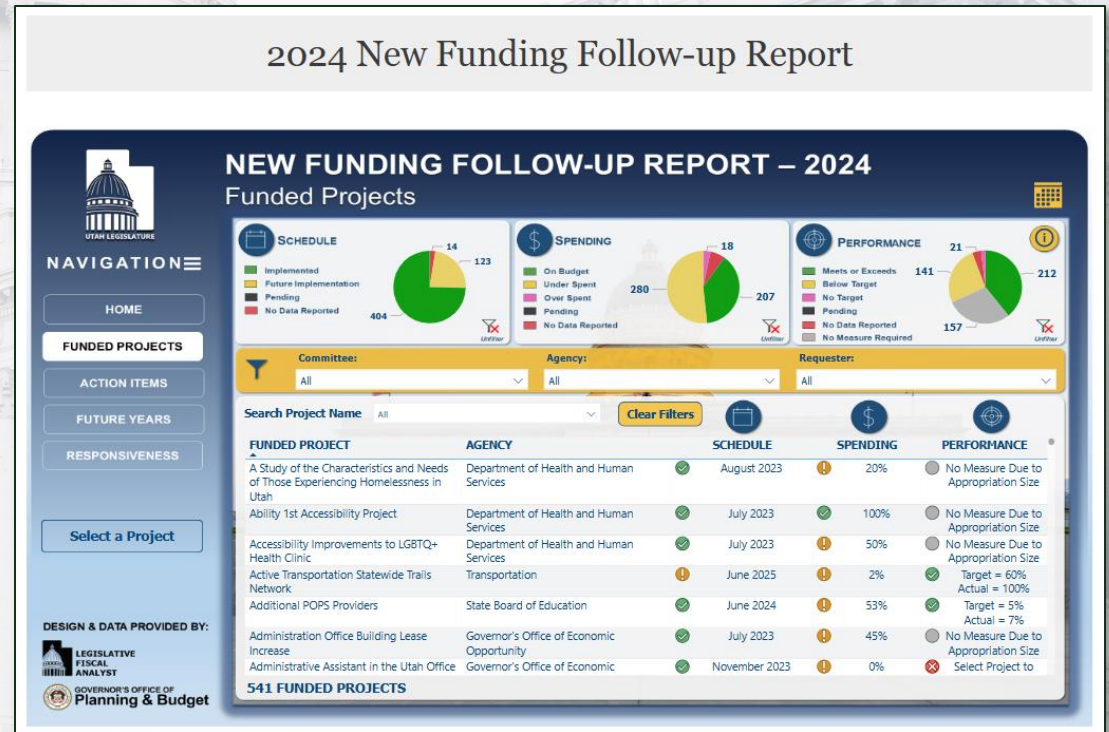 2024 New Funding Follow-up Report
UTAH LEGISLATURE
NAVIGATION
HOME
FUNDED PROJECTS
ACTION ITEMS
FUTURE YEARS
RESPONSIVENESS
Select a Project
DESIGN & DATA PROVIDED BY:
LEGISLATIVE
FISCAL
ANALYST
GOVERNOR'S OFFICE OF
Planning & Budget
NEW FUNDING FOLLOW-UP REPORT – 2024
Funded Projects
SCHEDULE
Implemented
Future Implementation
Pending
No Data Reported
14
123
404
Unfilter
SPENDING
On Budget
Under Spent
Over Spent
Pending
No Data Reported
18
280
207
Unfilter
PERFORMANCE
Meets or Exceeds
Below Target
No Target
Pending
No Data Reported
No Measure Required
21
141
212
157
Unfilter
Committee:
All
Agency:
All
Requester:
All
Search Project Name All Clear Filters
FUNDED PROJECT AGENCY SCHEDULE SPENDING PERFORMANCE
A Study of the Characteristics and Needs Department of Health and Human August 2023 20% No Measure Due to
of Those Experiencing Homelessness in Services Appropriation Size
Utah
Ability 1st Accessibility Project Department of Health and Human July 2023 100% No Measure Due to
Services Appropriation Size
Accessibility Improvements to LGBTQ+ Department of Health and Human July 2023 50% No Measure Due to
Health Clinic Services Appropriation Size
Active Transportation Statewide Trails Transportation June 2025 2% Target = 60%
Network Actual = 100%
Additional POPS Providers State Board of Education June 2024 53% Target = 5%
Actual = 7%
Administration Office Building Lease Governor's Office of Economic July 2023 45% No Measure Due to
Increase Opportunity Appropriation Size
Administrative Assistant in the Utah Office Governor's Office of Economic November 2023 0% Select Project to
541 FUNDED PROJECTS